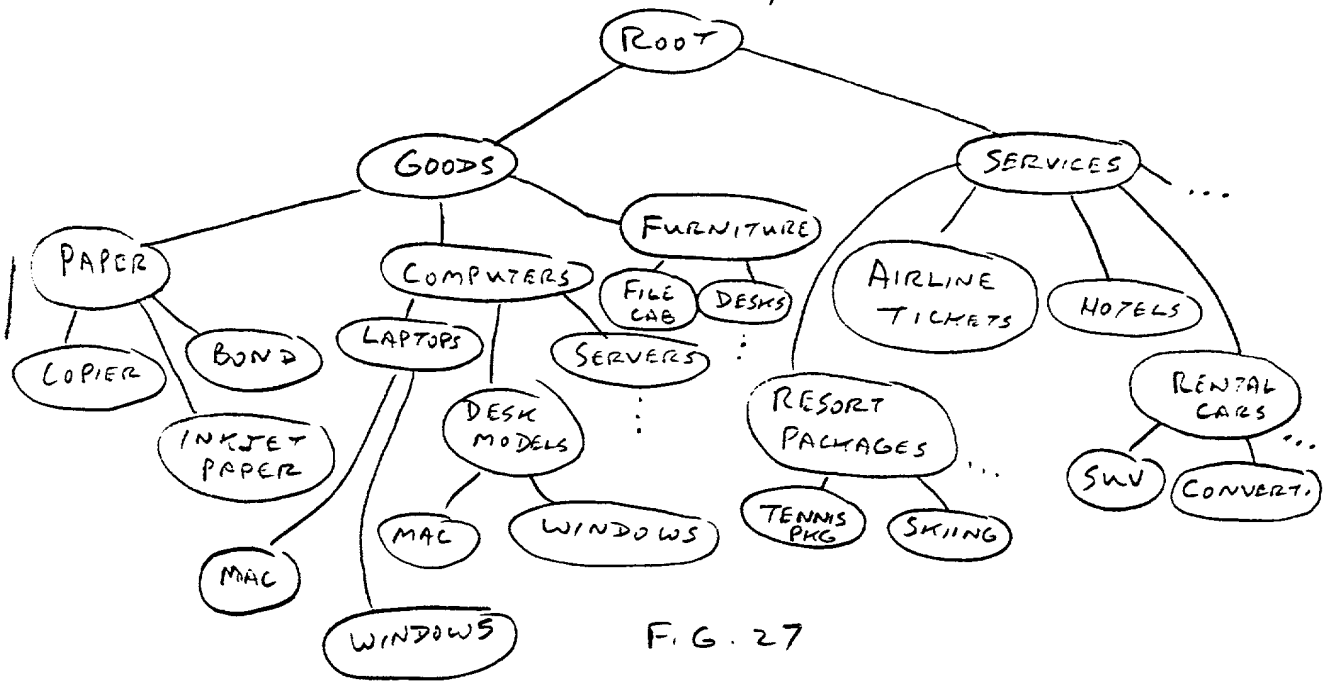 ROOT
GOODS
SERVICES
...
PAPER
COMPUTERS
FURNITURE
AIRLINE
TICKETS
HOTELS
FILE
CAB
DESKS
LAPTOPS
COPIER
BOND
SERVERS
RENTAL
CARS
...
INKJET
PAPER
DESK
MODELS
RESORT
PACKAGES
...
SUV
CONVERT.
MAC
WINDOWS
TENNIS
PKG
SKIING
MAC
WINDOWS
FIG. 27